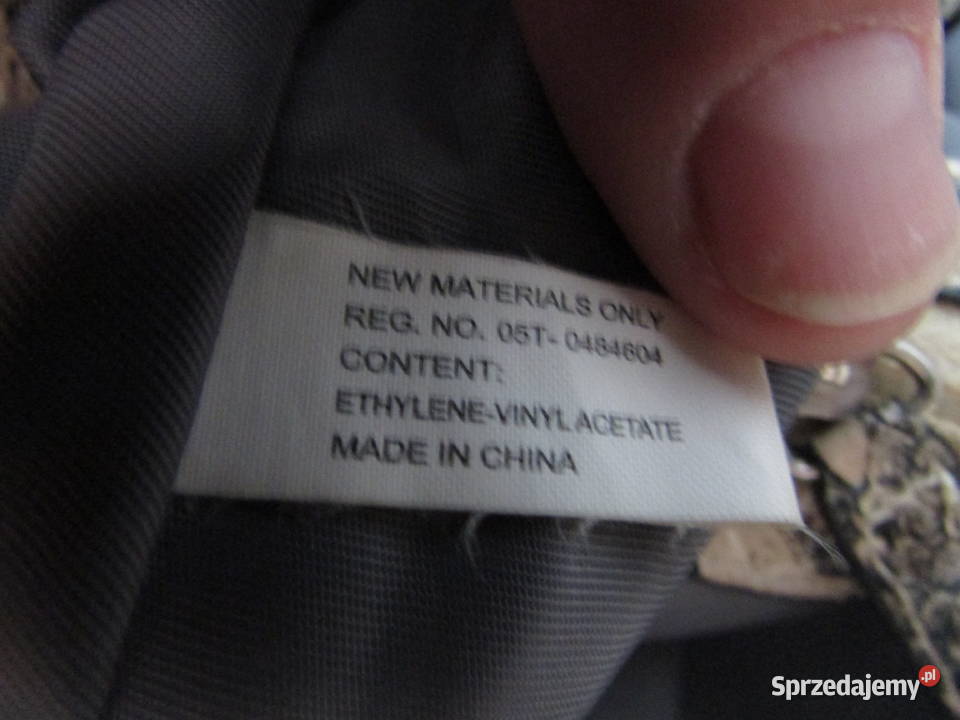 NEW MATERIALS ONLY
REG. NO. 05T- 0484604
CONTENT:
ETHYLENE-VINYL ACETATE
MADE IN CHINA
Sprzedajemy.pl